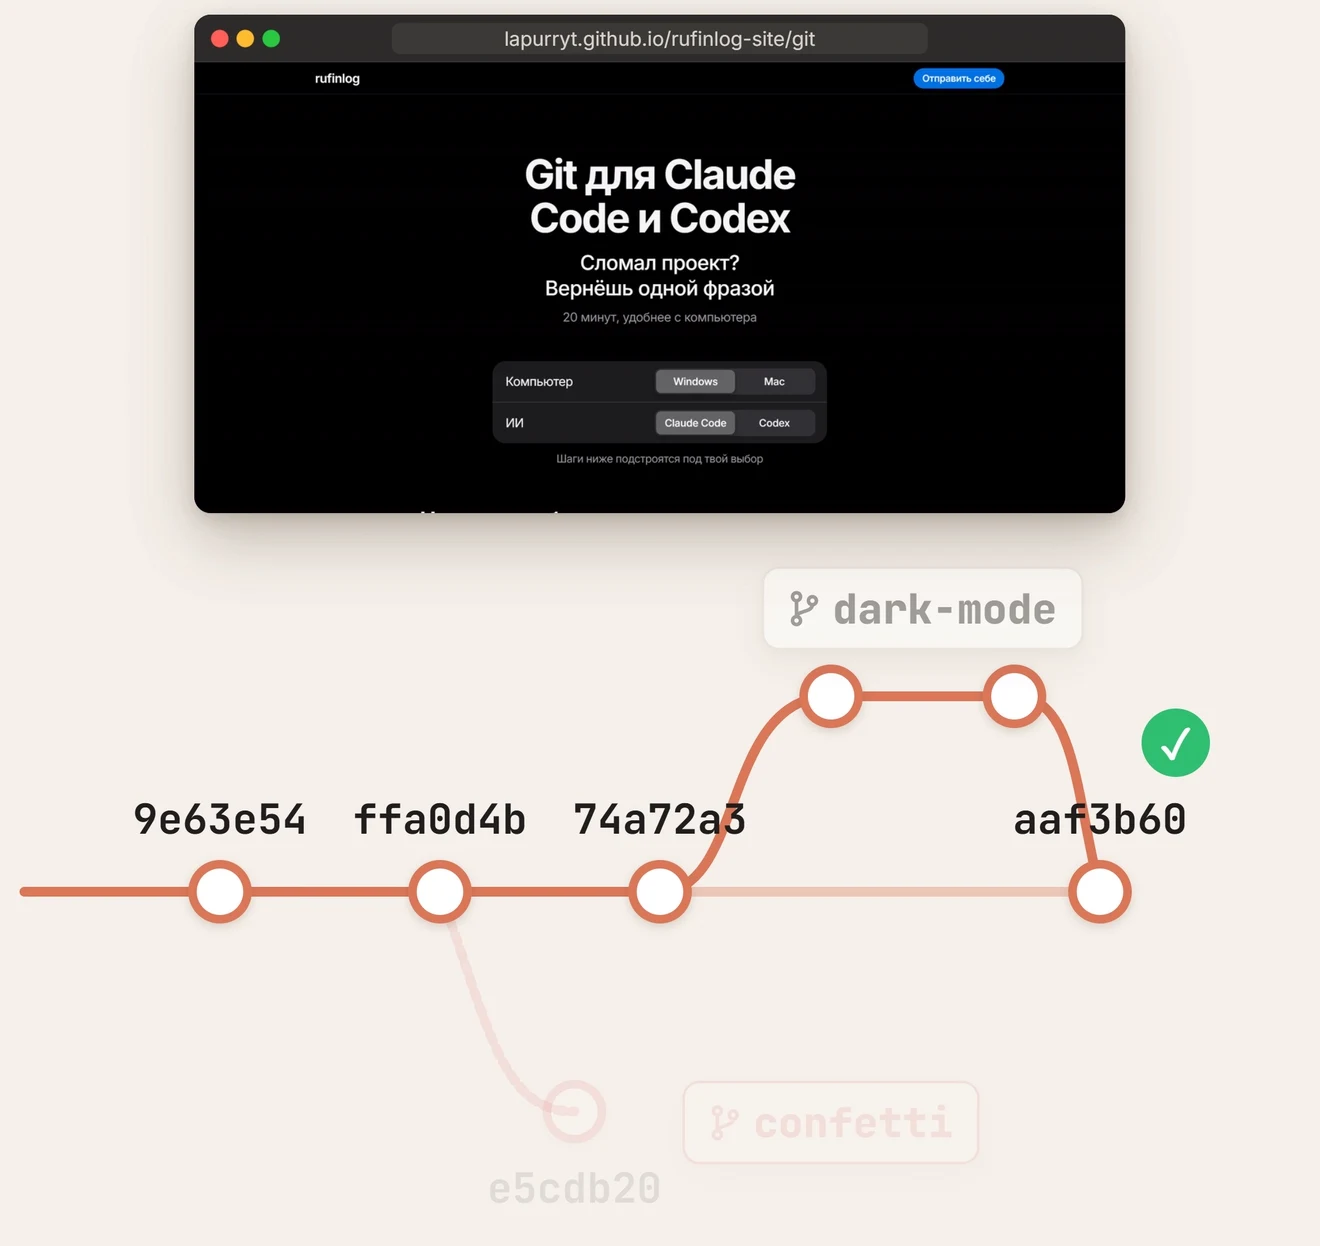 lapurryt.github.io/rufinlog-site/git
rufinlog
Отправить себе
Git для Claude
Code и Codex
Сломал проект?
Вернёшь одной фразой
20 минут, удобнее с компьютера
Компьютер
Windows
Mac
ИИ
Claude Code
Codex
Шаги ниже подстроятся под твой выбор
dark-mode
9e63e54
ffa0d4b
74a72a3
aaf3b60
confetti
e5cdb20